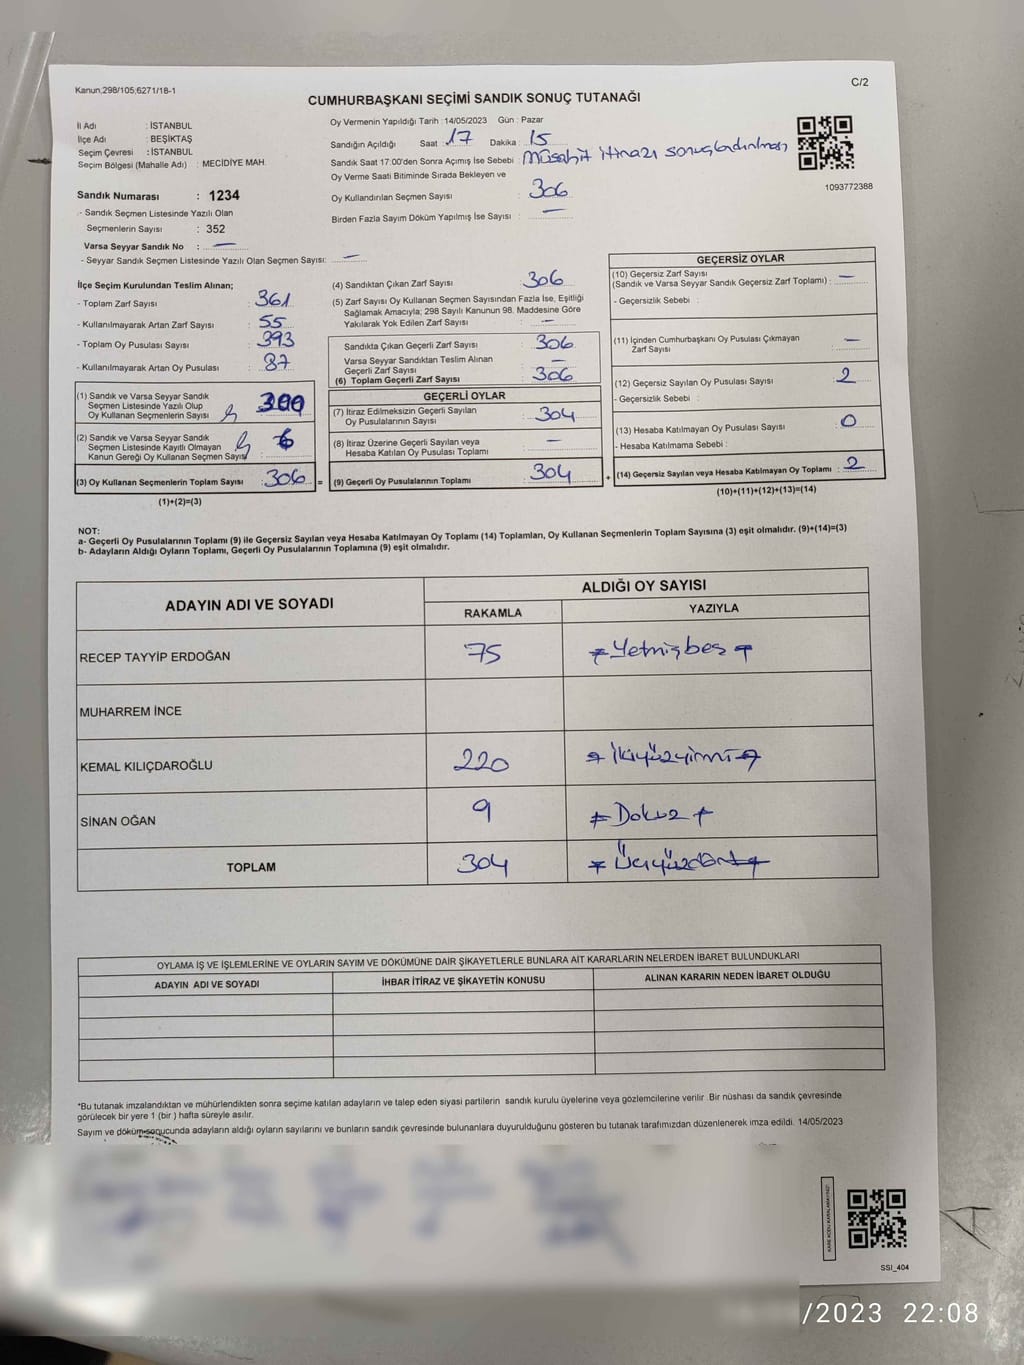 Kanun,298/105;6271/18-1
C/2
CUMHURBAŞKANI SEÇİMİ SANDIK SONUÇ TUTANAĞI
İl Adı : İSTANBUL
İlçe Adı : BEŞİKTAŞ
Seçim Çevresi : İSTANBUL
Seçim Bölgesi (Mahalle Adı) : MECİDİYE MAH.
Oy Vermenin Yapıldığı Tarih : 14/05/2023 Gün : Pazar
Sandığın Açıldığı Saat : 17 Dakika : 15
Sandık Saat 17:00'den Sonra Açımış İse Sebebi : Müşahit itirazı sonuçlandırılması
Oy Verme Saati Bitiminde Sırada Bekleyen ve
Oy Kullandırılan Seçmen Sayısı : 306
Birden Fazla Sayım Döküm Yapılmış İse Sayısı : —
1093772388
Sandık Numarası : 1234
- Sandık Seçmen Listesinde Yazılı Olan
Seçmenlerin Sayısı : 352
Varsa Seyyar Sandık No : —
- Seyyar Sandık Seçmen Listesinde Yazılı Olan Seçmen Sayısı: —
İlçe Seçim Kurulundan Teslim Alınan;
- Toplam Zarf Sayısı : 361
- Kullanılmayarak Artan Zarf Sayısı : 55
- Toplam Oy Pusulası Sayısı : 393
- Kullanılmayarak Artan Oy Pusulası : 87
(1) Sandık ve Varsa Seyyar Sandık
Seçmen Listesinde Yazılı Olup
Oy Kullanan Seçmenlerin Sayısı
(2) Sandık ve Varsa Seyyar Sandık
Seçmen Listesinde Kayıtlı Olmayan
Kanun Gereği Oy Kullanan Seçmen Sayısı : 6
(3) Oy Kullanan Seçmenlerin Toplam Sayısı : 306 =
(1)+(2)=(3)
(4) Sandıktan Çıkan Zarf Sayısı : 306
(5) Zarf Sayısı Oy Kullanan Seçmen Sayısından Fazla İse, Eşitliği
Sağlamak Amacıyla; 298 Sayılı Kanunun 98. Maddesine Göre
Yakılarak Yok Edilen Zarf Sayısı : —
Sandıkta Çıkan Geçerli Zarf Sayısı : 306
Varsa Seyyar Sandıktan Teslim Alınan
Geçerli Zarf Sayısı : —
(6) Toplam Geçerli Zarf Sayısı : 306
GEÇERLİ OYLAR
(7) İtiraz Edilmeksizin Geçerli Sayılan
Oy Pusulalarının Sayısı : 304
(8) İtiraz Üzerine Geçerli Sayılan veya
Hesaba Katılan Oy Pusulası Toplamı : —
(9) Geçerli Oy Pusulalarının Toplamı : 304 +
GEÇERSİZ OYLAR
(10) Geçersiz Zarf Sayısı
(Sandık ve Varsa Seyyar Sandık Geçersiz Zarf Toplamı) : —
- Geçersizlik Sebebi :
(11) İçinden Cumhurbaşkanı Oy Pusulası Çıkmayan
Zarf Sayısı : —
(12) Geçersiz Sayılan Oy Pusulası Sayısı : 2
- Geçersizlik Sebebi :
(13) Hesaba Katılmayan Oy Pusulası Sayısı : 0
- Hesaba Katılmama Sebebi :
(14) Geçersiz Sayılan veya Hesaba Katılmayan Oy Toplamı : 2
(10)+(11)+(12)+(13)=(14)
NOT:
a- Geçerli Oy Pusulalarının Toplamı (9) ile Geçersiz Sayılan veya Hesaba Katılmayan Oy Toplamı (14) Toplamları, Oy Kullanan Seçmenlerin Toplam Sayısına (3) eşit olmalıdır. (9)+(14)=(3)
b- Adayların Aldığı Oyların Toplamı, Geçerli Oy Pusulalarının Toplamına (9) eşit olmalıdır.
ADAYIN ADI VE SOYADI
ALDIĞI OY SAYISI
RAKAMLA YAZIYLA
RECEP TAYYİP ERDOĞAN 75 Yetmişbeş
MUHARREM İNCE
KEMAL KILIÇDAROĞLU 220 İkiyüzyirmi
SİNAN OĞAN 9 Dokuz
TOPLAM 304 Üçyüzdört
OYLAMA İŞ VE İŞLEMLERİNE VE OYLARIN SAYIM VE DÖKÜMÜNE DAİR ŞİKAYETLERLE BUNLARA AİT KARARLARIN NELERDEN İBARET BULUNDUKLARI
ADAYIN ADI VE SOYADI İHBAR İTİRAZ VE ŞİKAYETİN KONUSU ALINAN KARARIN NEDEN İBARET OLDUĞU
*Bu tutanak imzalandıktan ve mühürlendikten sonra seçime katılan adayların ve talep eden siyasi partilerin sandık kurulu üyelerine veya gözlemcilerine verilir .Bir nüshası da sandık çevresinde
görülecek bir yere 1 (bir ) hafta süreyle asılır.
Sayım ve döküm sonucunda adayların aldığı oyların sayılarını ve bunların sandık çevresinde bulunanlara duyurulduğunu gösteren bu tutanak tarafımızdan düzenlenerek imza edildi. 14/05/2023
SSI_404
/2023 22:08